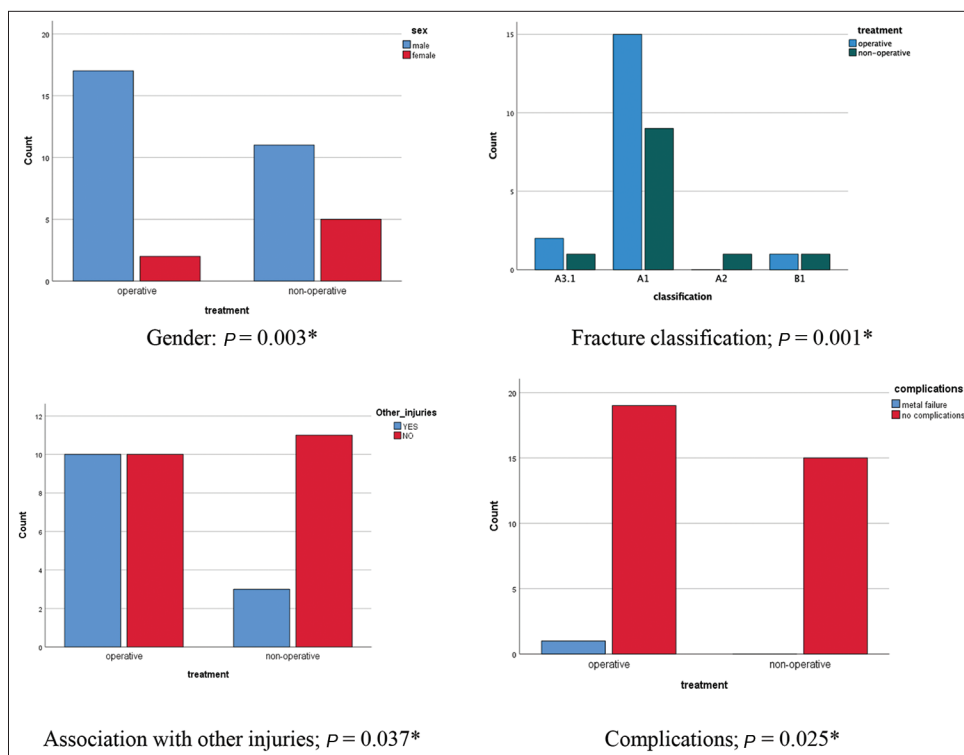 sex
male
female
20
15
10
5
0
Count
operative
non-operative
treatment
Gender: P = 0.003*
treatment
operative
non-operative
15
10
5
0
Count
A3.1
A1
A2
B1
classification
Fracture classification; P = 0.001*
Other_injuries
YES
NO
12
10
8
6
4
2
0
Count
operative
non-operative
treatment
Association with other injuries; P = 0.037*
complications
metal failure
no complications
20
15
10
5
0
Count
operative
non-operative
treatment
Complications; P = 0.025*